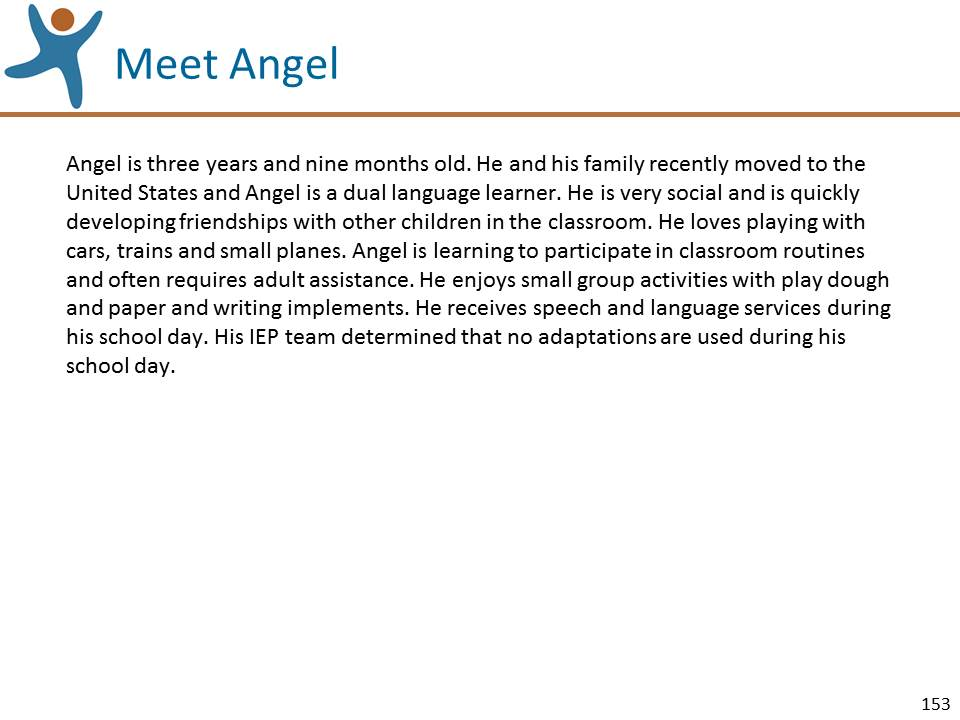 Meet Angel
Angel is three years and nine months old. He and his family recently moved to the
United States and Angel is a dual language learner. He is very social and is quickly
developing friendships with other children in the classroom. He loves playing with
cars, trains and small planes. Angel is learning to participate in classroom routines
and often requires adult assistance. He enjoys small group activities with play dough
and paper and writing implements. He receives speech and language services during
his school day. His IEP team determined that no adaptations are used during his
school day.
153